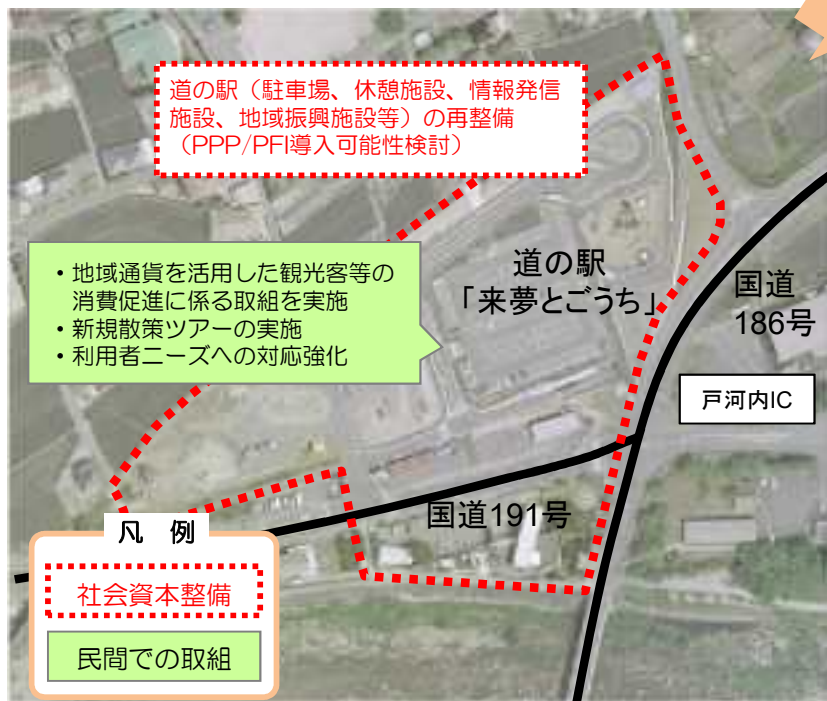 道の駅（駐車場、休憩施設、情報発信
施設、地域振興施設等）の再整備
（PPP/PFI導入可能性検討）
・地域通貨を活用した観光客等の
消費促進に係る取組を実施
・新規散策ツアーの実施
・利用者ニーズへの対応強化
道の駅
「来夢とごうち」
国道
186号
戸河内IC
国道191号
凡　例
社会資本整備
民間での取組